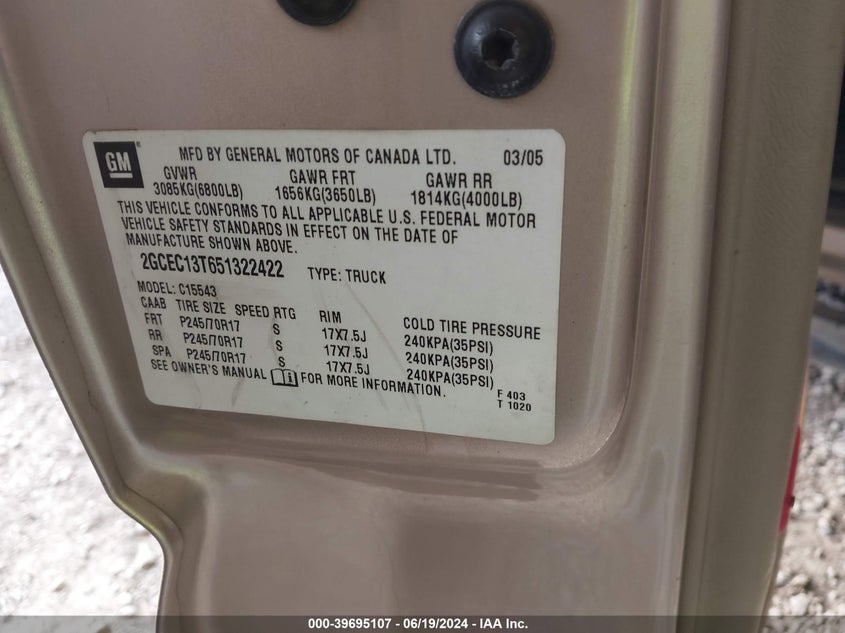 GM
MFD BY GENERAL MOTORS OF CANADA LTD. 03/05
GVWR GAWR FRT GAWR RR
3085KG(6800LB) 1656KG(3650LB) 1814KG(4000LB)
THIS VEHICLE CONFORMS TO ALL APPLICABLE U.S. FEDERAL MOTOR
VEHICLE SAFETY STANDARDS IN EFFECT ON THE DATE OF
MANUFACTURE SHOWN ABOVE.
2GCEC13T651322422 TYPE: TRUCK
MODEL: C15543
CAAB TIRE SIZE SPEED RTG RIM COLD TIRE PRESSURE
FRT P245/70R17 S 17X7.5J 240KPA(35PSI)
RR P245/70R17 S 17X7.5J 240KPA(35PSI)
SPA P245/70R17 S 17X7.5J 240KPA(35PSI)
SEE OWNER'S MANUAL FOR MORE INFORMATION.
F 403
T 1020
000-39695107 - 06/19/2024 - IAA Inc.